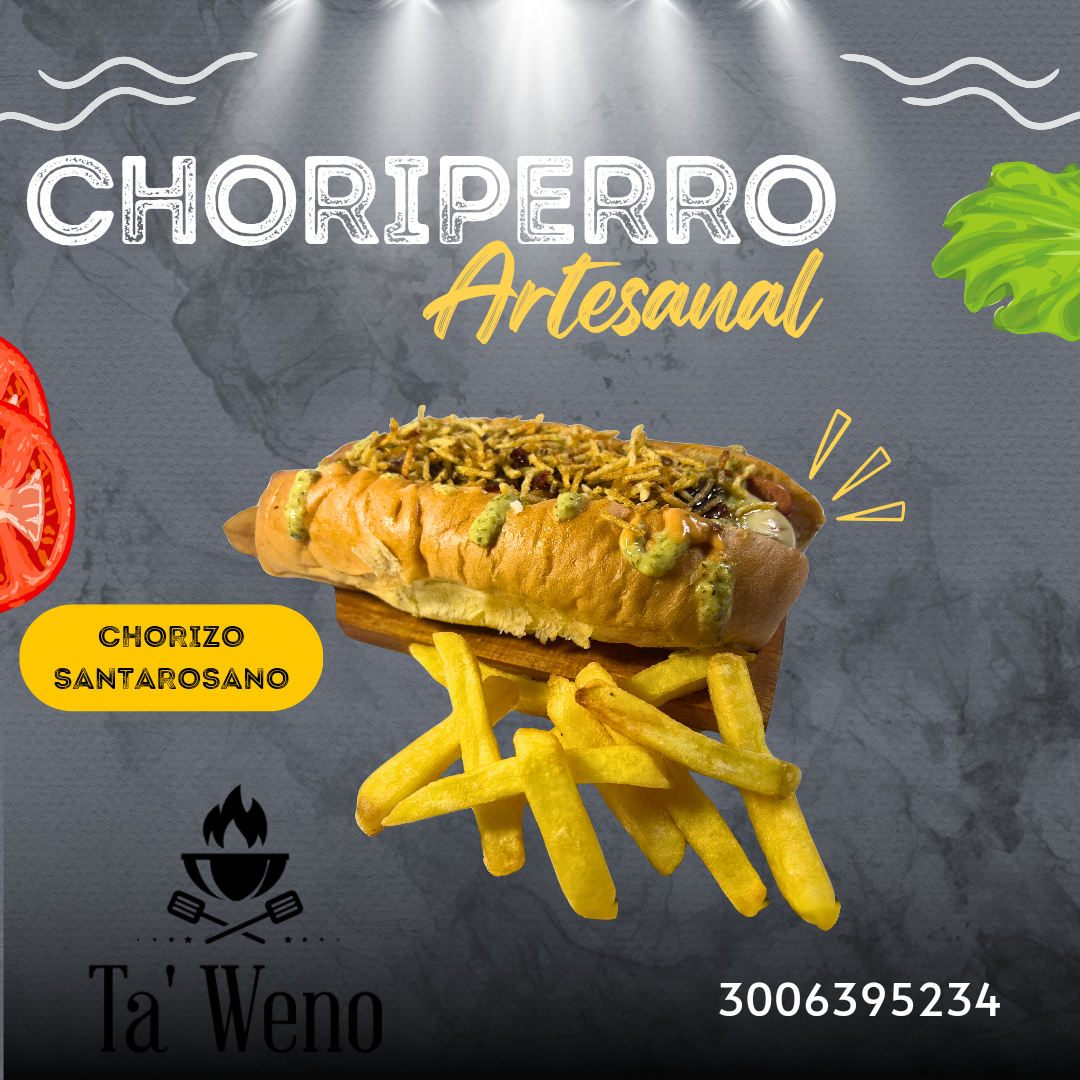 CHORIPERRO
Artesanal
CHORIZO
SANTAROSANO
Ta' Weno
3006395234